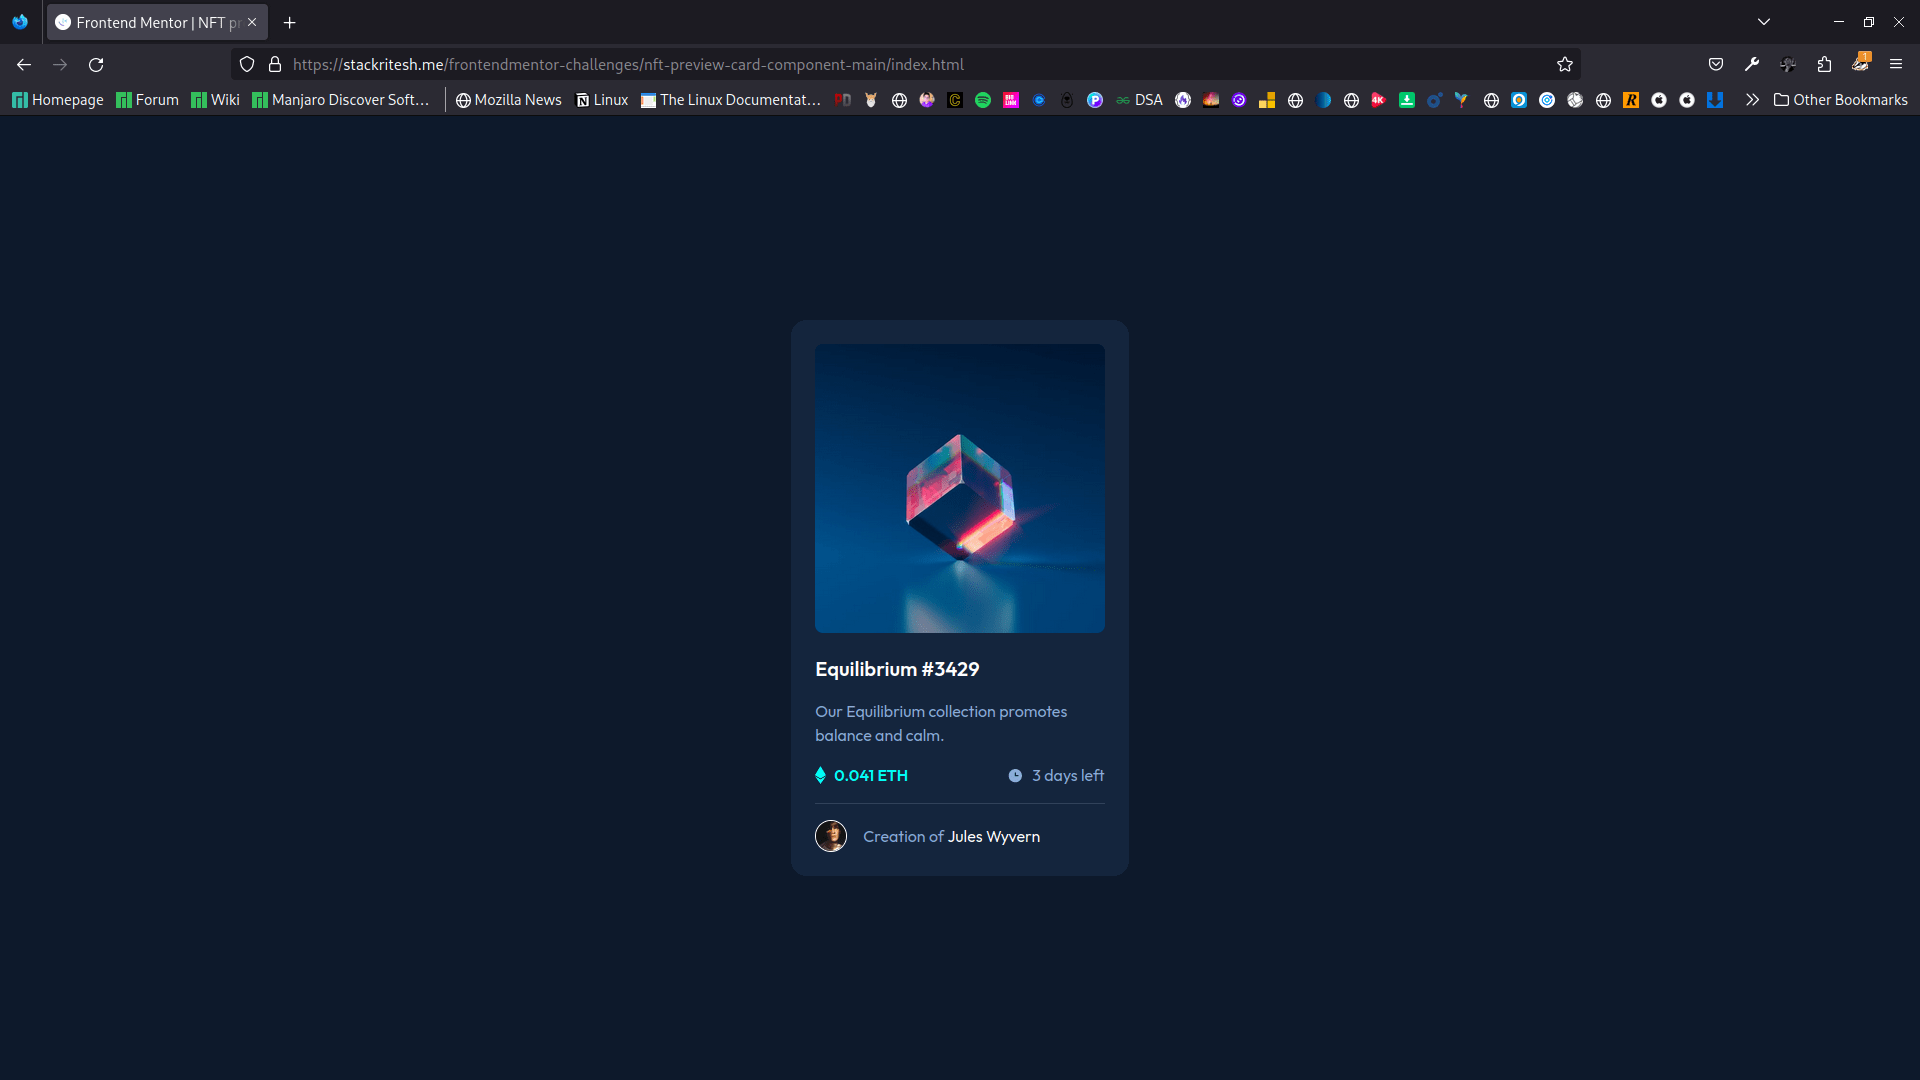 Frontend Mentor | NFT pr
https://stackritesh.me/frontendmentor-challenges/nft-preview-card-component-main/index.html
1
Homepage Forum Wiki Manjaro Discover Soft… Mozilla News Linux The Linux Documentat… DSA 4K R Other Bookmarks
Equilibrium #3429
Our Equilibrium collection promotes
balance and calm.
0.041 ETH 3 days left
Creation of Jules Wyvern